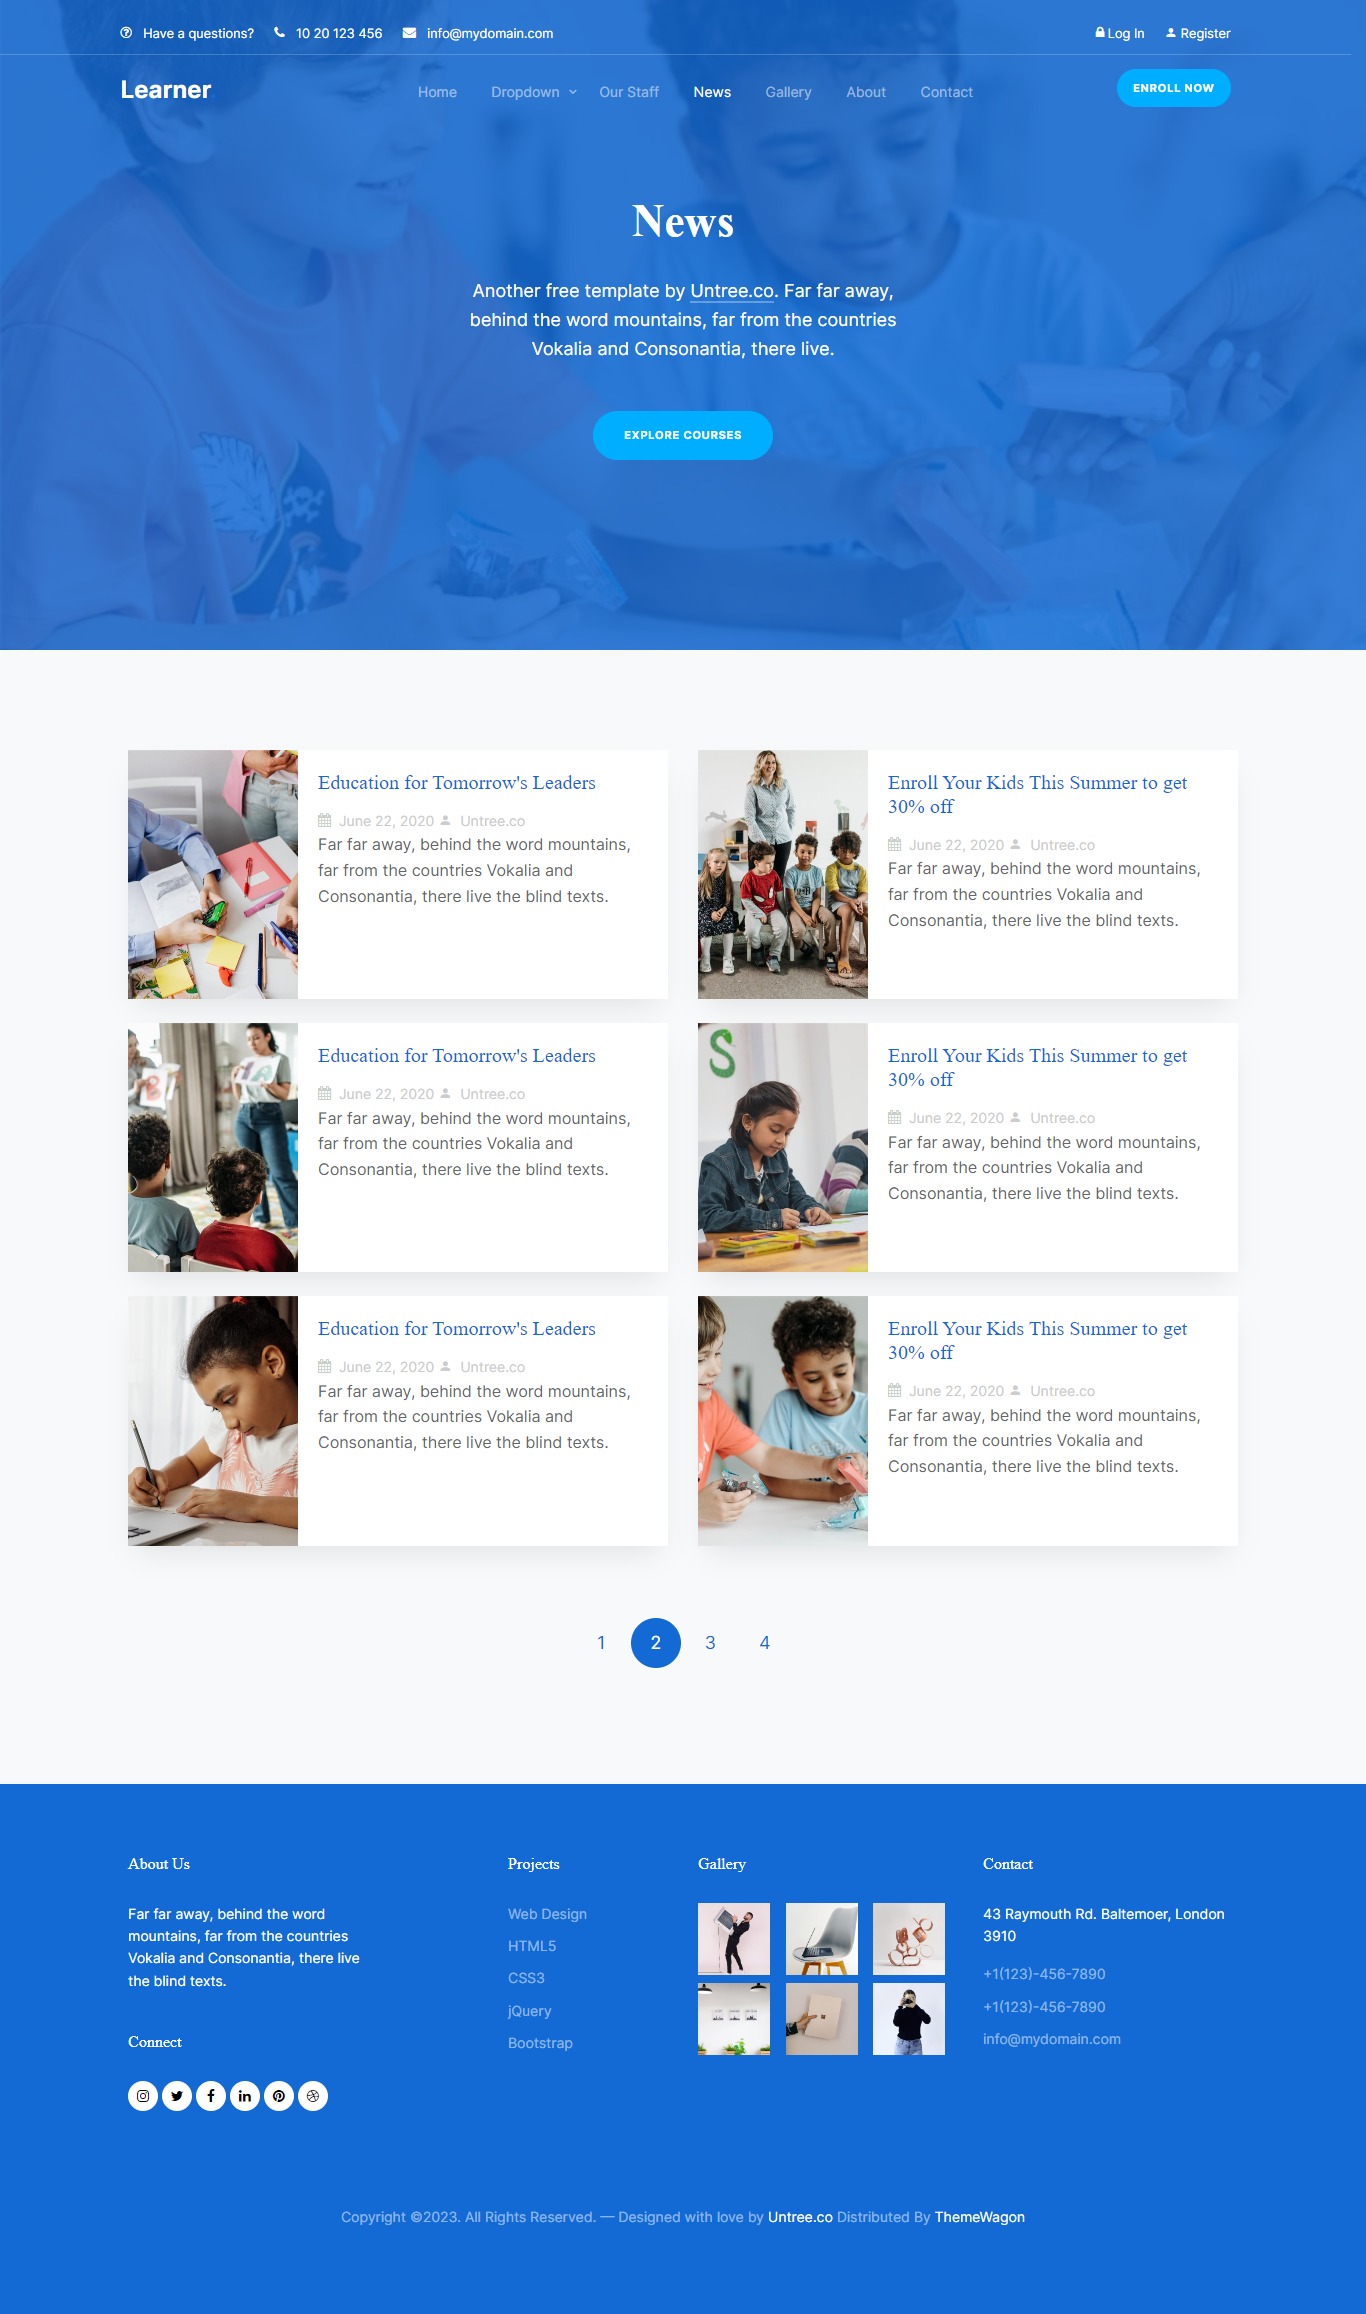 Have a questions? 10 20 123 456 info@mydomain.com Log In Register
Learner Home Dropdown Our Staff News Gallery About Contact ENROLL NOW
News
Another free template by Untree.co. Far far away,
behind the word mountains, far from the countries
Vokalia and Consonantia, there live.
EXPLORE COURSES
Education for Tomorrow's Leaders
June 22, 2020 Untree.co
Far far away, behind the word mountains,
far from the countries Vokalia and
Consonantia, there live the blind texts.
Enroll Your Kids This Summer to get
30% off
June 22, 2020 Untree.co
Far far away, behind the word mountains,
far from the countries Vokalia and
Consonantia, there live the blind texts.
Education for Tomorrow's Leaders
June 22, 2020 Untree.co
Far far away, behind the word mountains,
far from the countries Vokalia and
Consonantia, there live the blind texts.
Enroll Your Kids This Summer to get
30% off
June 22, 2020 Untree.co
Far far away, behind the word mountains,
far from the countries Vokalia and
Consonantia, there live the blind texts.
Education for Tomorrow's Leaders
June 22, 2020 Untree.co
Far far away, behind the word mountains,
far from the countries Vokalia and
Consonantia, there live the blind texts.
Enroll Your Kids This Summer to get
30% off
June 22, 2020 Untree.co
Far far away, behind the word mountains,
far from the countries Vokalia and
Consonantia, there live the blind texts.
1 2 3 4
About Us
Far far away, behind the word
mountains, far from the countries
Vokalia and Consonantia, there live
the blind texts.
Connect
Projects
Web Design
HTML5
CSS3
jQuery
Bootstrap
Gallery
Contact
43 Raymouth Rd. Baltemoer, London
3910
+1(123)-456-7890
+1(123)-456-7890
info@mydomain.com
Copyright ©2023. All Rights Reserved. — Designed with love by Untree.co Distributed By ThemeWagon